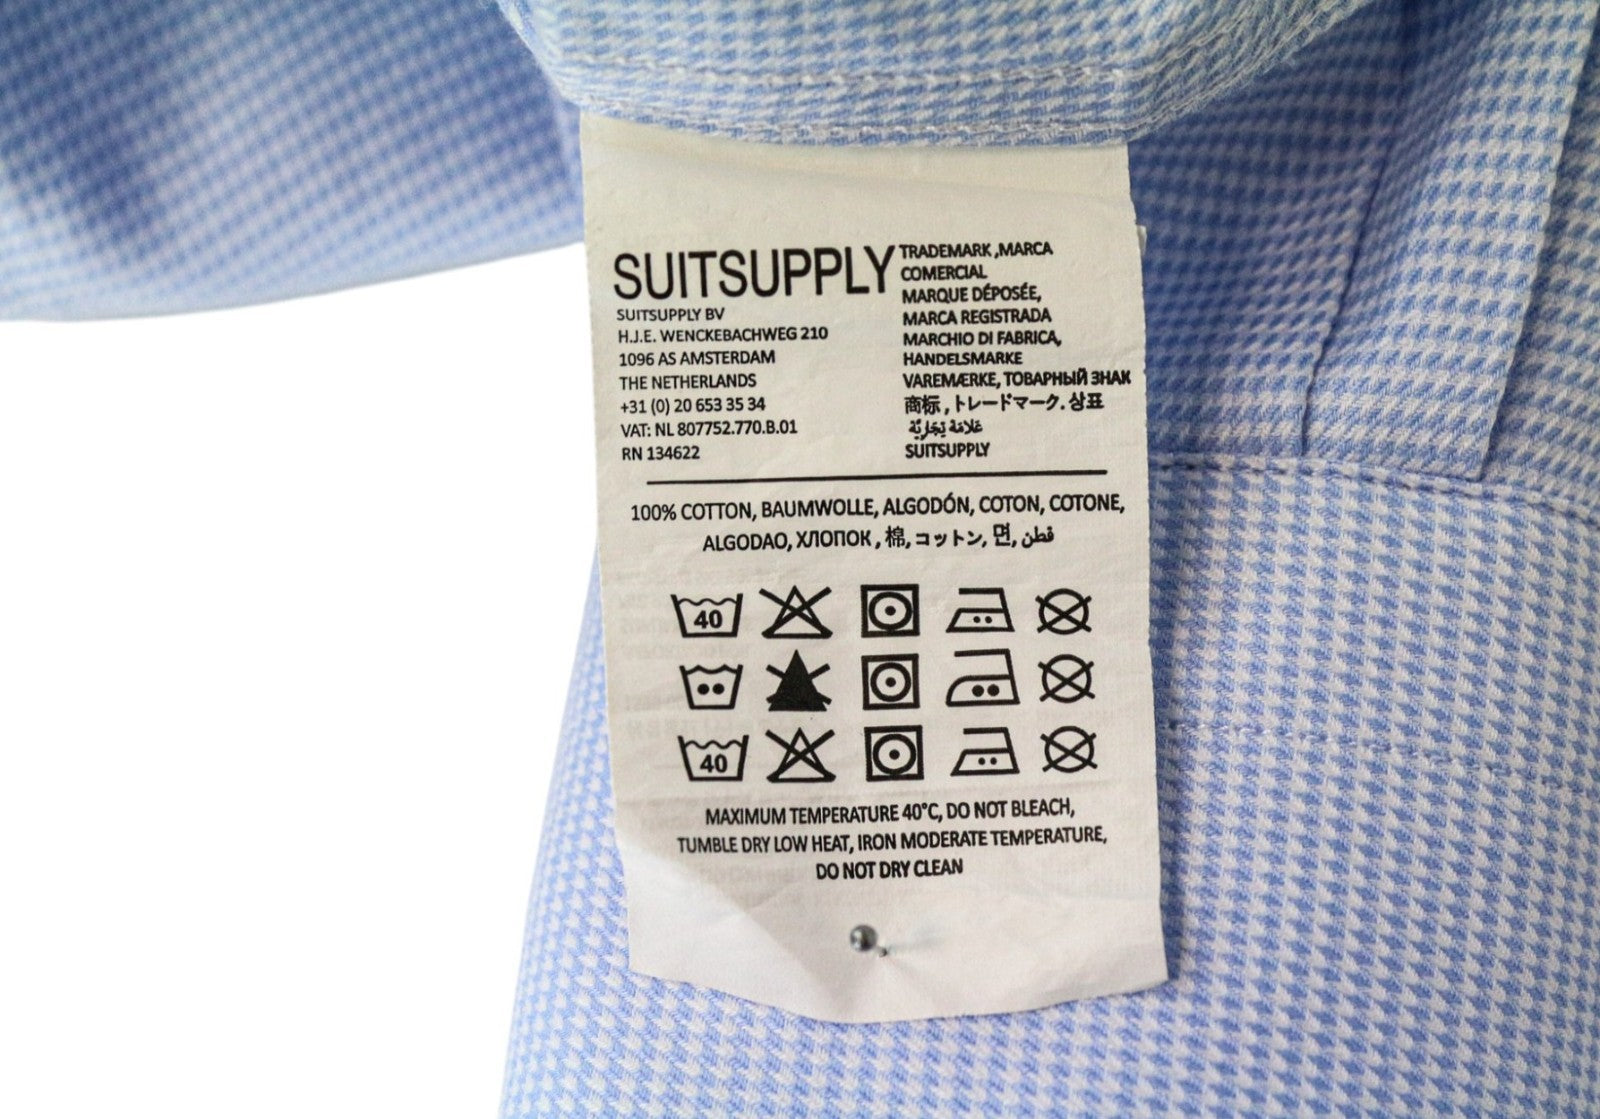 SUITSUPPLY
SUITSUPPLY BV
H.J.E. WENCKEBACHWEG 210
1096 AS AMSTERDAM
THE NETHERLANDS
+31 (0) 20 653 35 34
VAT: NL 807752.770.B.01
RN 134622
TRADEMARK ,MARCA
COMERCIAL
MARQUE DÉPOSÉE,
MARCA REGISTRADA
MARCHIO DI FABRICA,
HANDELSMARKE
VAREMÆRKE, ТОВАРНЫЙ ЗНАК
商标 , トレードマーク. 상표
عَلامَة تِجَارِيَّة
SUITSUPPLY
100% COTTON, BAUMWOLLE, ALGODÓN, COTON, COTONE,
ALGODAO, ХЛОПОК , 棉, コットン, 면, قطن
40
40
MAXIMUM TEMPERATURE 40°C, DO NOT BLEACH,
TUMBLE DRY LOW HEAT, IRON MODERATE TEMPERATURE,
DO NOT DRY CLEAN